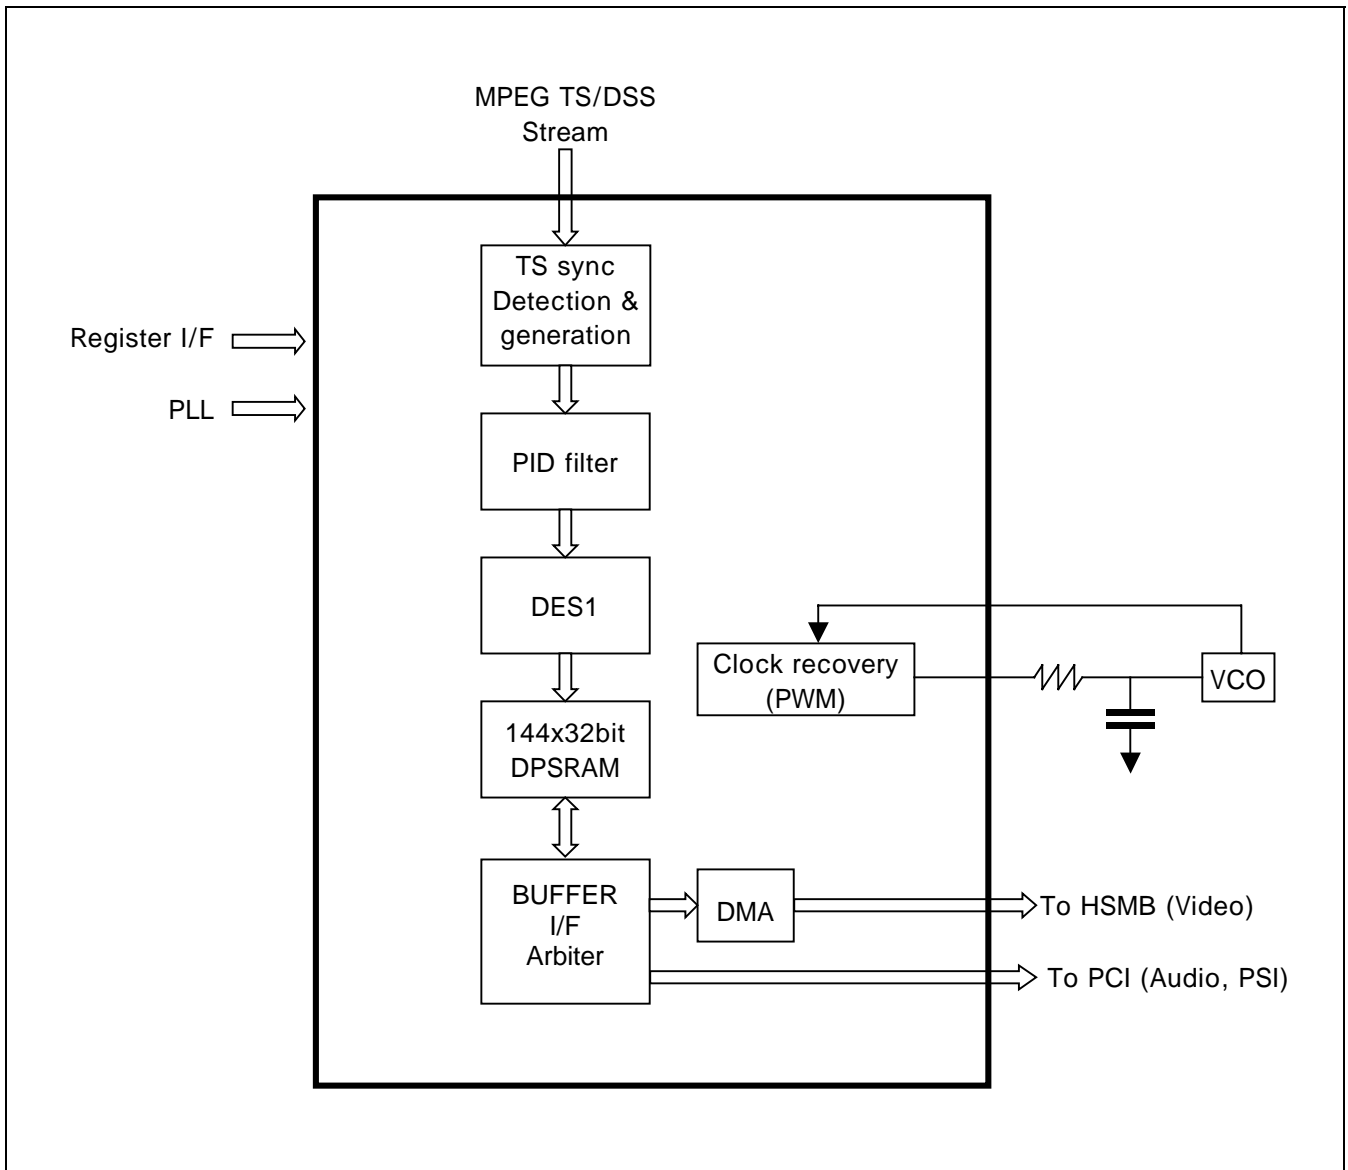 MPEG TS/DSS
Stream
TS sync
Detection &
generation
Register I/F
PLL
PID filter
DES1
Clock recovery
(PWM)
VCO
144x32bit
DPSRAM
BUFFER
I/F
Arbiter
DMA
To HSMB (Video)
To PCI (Audio, PSI)